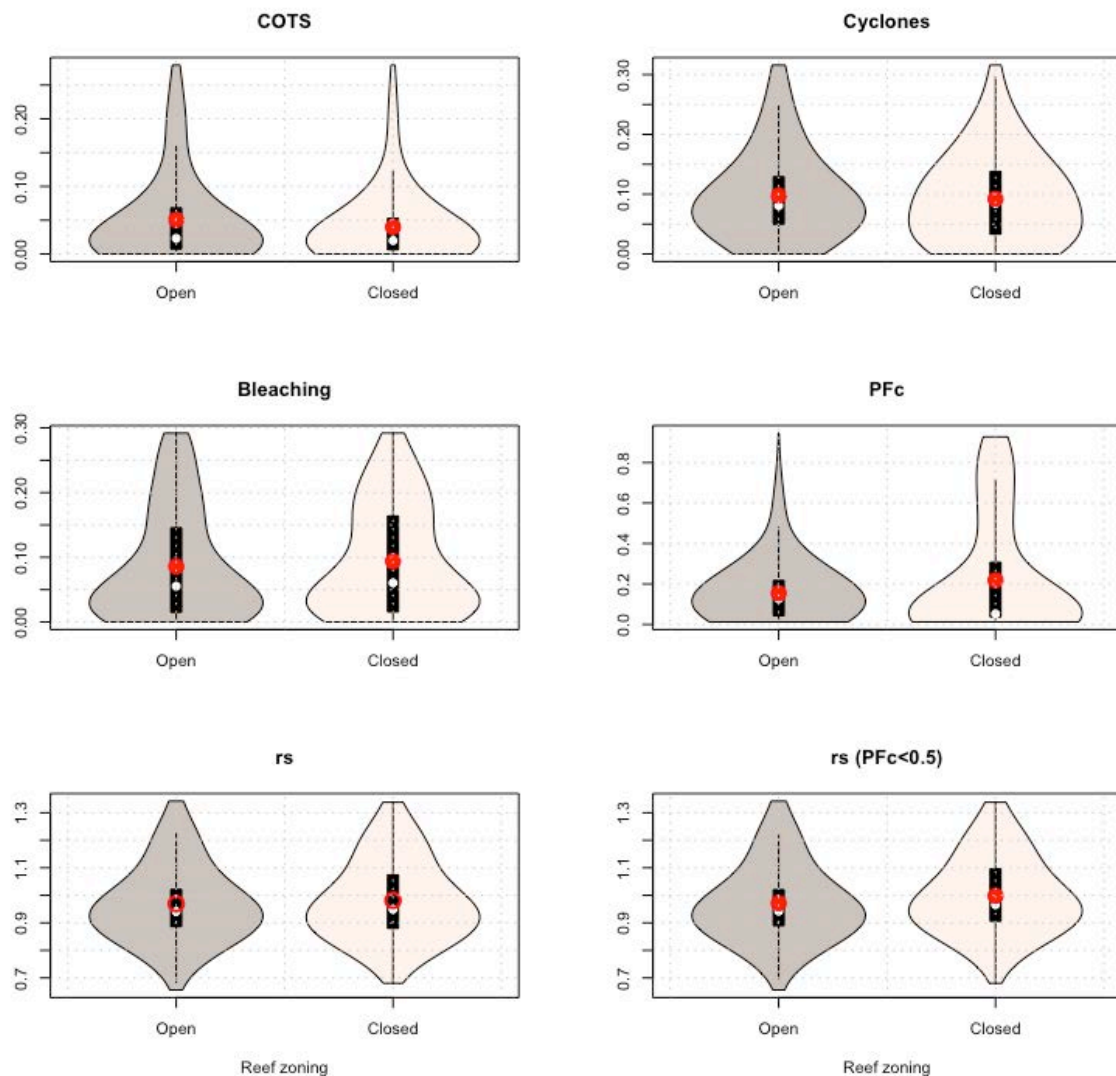 COTS
0.20
0.10
0.00
Open Closed
Cyclones
0.30
0.20
0.10
0.00
Open Closed
Bleaching
0.30
0.20
0.10
0.00
Open Closed
PFc
0.8
0.6
0.4
0.2
0.0
Open Closed
rs
1.3
1.1
0.9
0.7
Open Closed
Reef zoning
rs (PFc<0.5)
1.3
1.1
0.9
0.7
Open Closed
Reef zoning